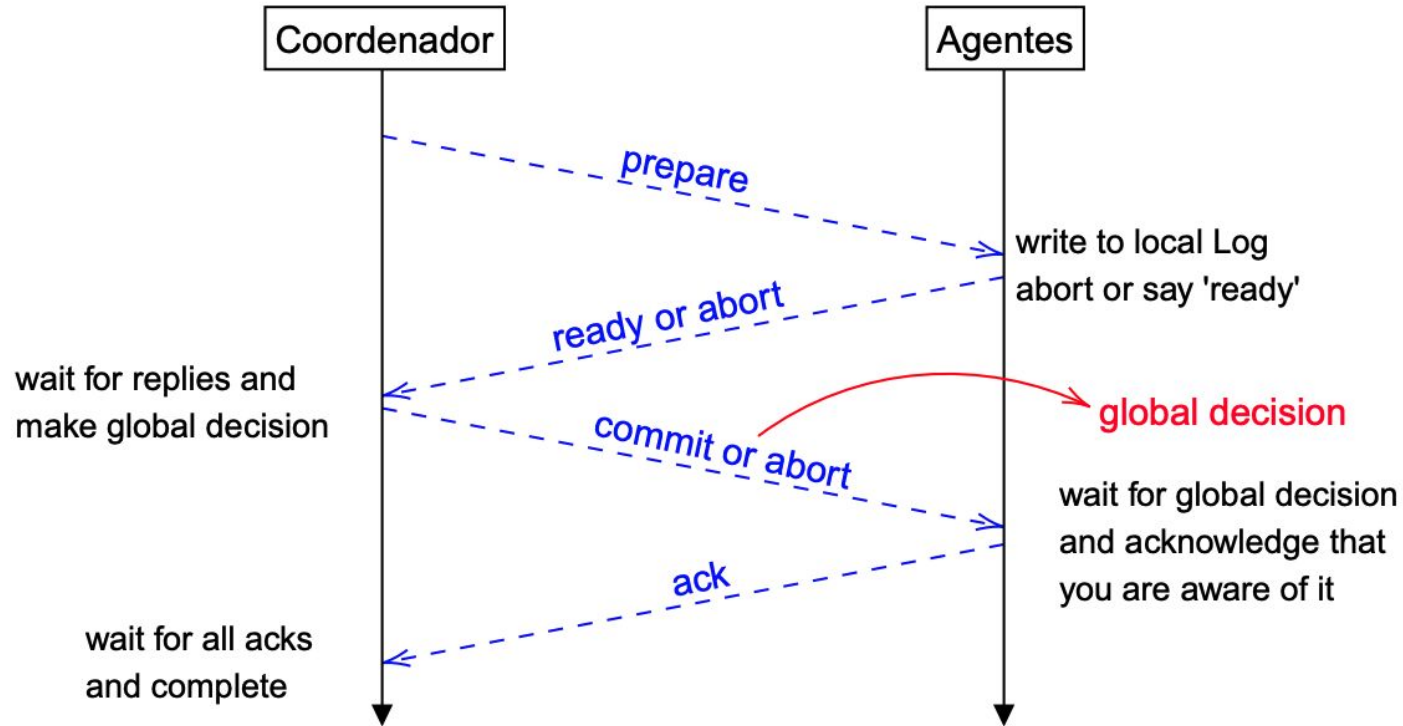 Coordenador
Agentes
prepare
write to local Log
abort or say 'ready'
ready or abort
wait for replies and
make global decision
commit or abort
global decision
wait for global decision
and acknowledge that
you are aware of it
ack
wait for all acks
and complete